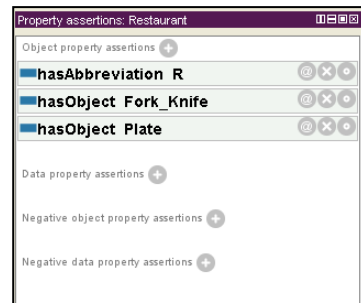 Property assertions: Restaurant
Object property assertions
hasAbbreviation R
hasObject Fork_Knife
hasObject Plate
Data property assertions
Negative object property assertions
Negative data property assertions